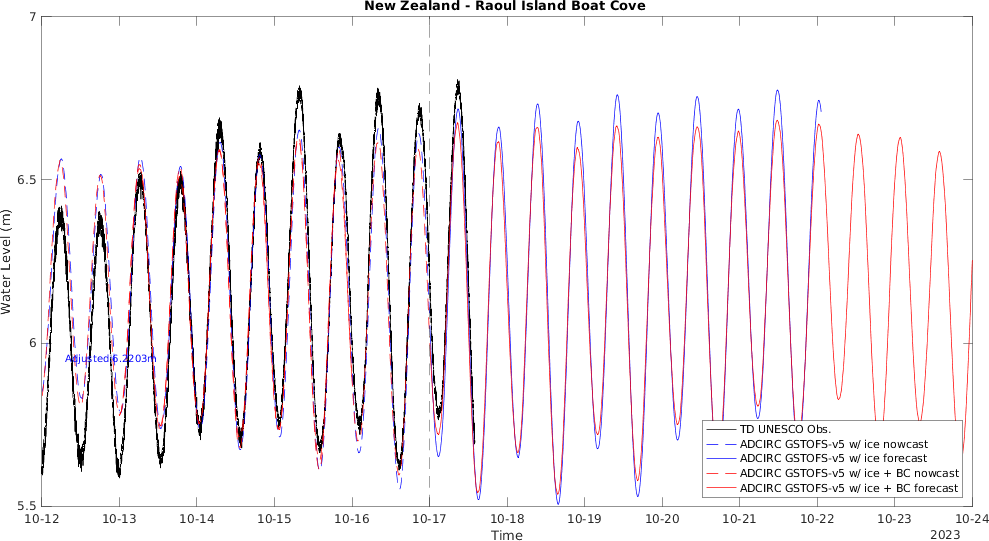 New Zealand - Raoul Island Boat Cove
Water Level (m)
7
6.5
6
5.5
Adjusted 6.2203m
TD UNESCO Obs.
ADCIRC GSTOFS-v5 w/ ice nowcast
ADCIRC GSTOFS-v5 w/ ice forecast
ADCIRC GSTOFS-v5 w/ ice + BC nowcast
ADCIRC GSTOFS-v5 w/ ice + BC forecast
10-12 10-13 10-14 10-15 10-16 10-17 10-18 10-19 10-20 10-21 10-22 10-23 10-24
Time
2023